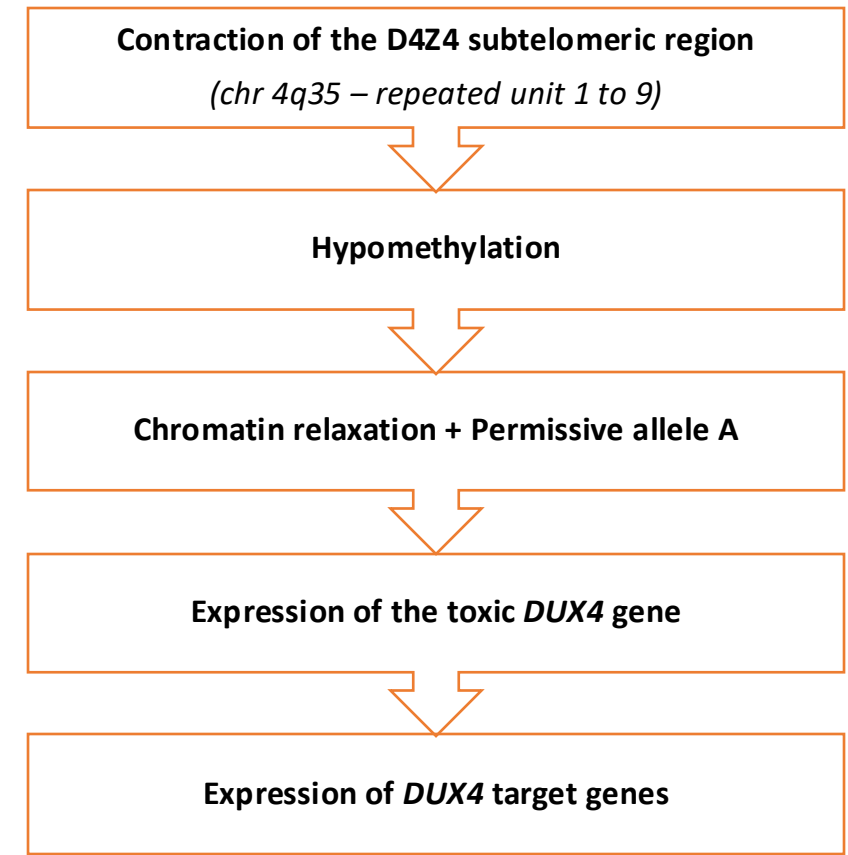 Contraction of the D4Z4 subtelomeric region
(chr 4q35 – repeated unit 1 to 9)
Hypomethylation
Chromatin relaxation + Permissive allele A
Expression of the toxic DUX4 gene
Expression of DUX4 target genes